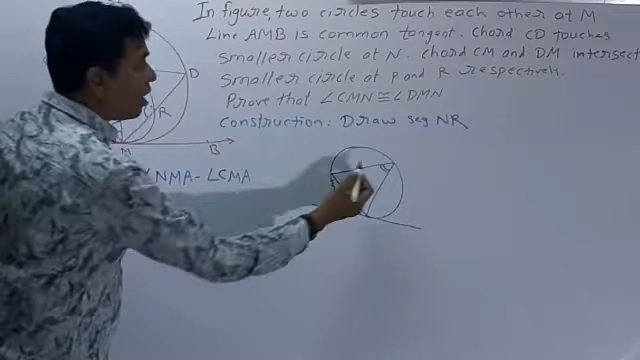 In figure, two circles touch each other at M
Line AMB is common tangent. Chord CD touches
smaller circle at N. chord CM and DM intersect
smaller circle at P and R respectively.
Prove that ∠CMN ≅ ∠DMN
Construction: Draw seg NR
D
R
M
B
NMA - ∠CMA